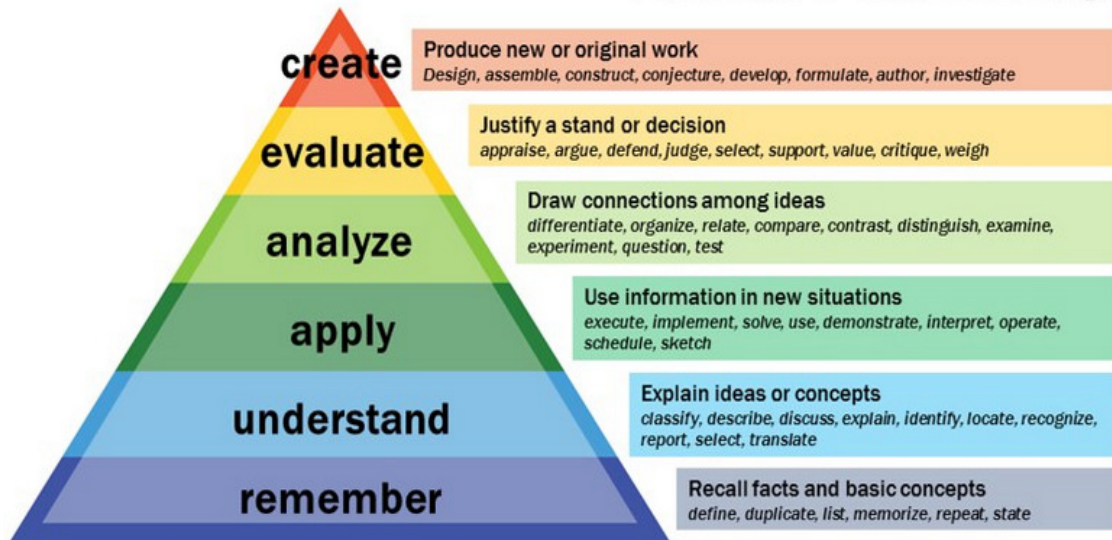 create
Produce new or original work
Design, assemble, construct, conjecture, develop, formulate, author, investigate
evaluate
Justify a stand or decision
appraise, argue, defend, judge, select, support, value, critique, weigh
analyze
Draw connections among ideas
differentiate, organize, relate, compare, contrast, distinguish, examine,
experiment, question, test
apply
Use information in new situations
execute, implement, solve, use, demonstrate, interpret, operate,
schedule, sketch
understand
Explain ideas or concepts
classify, describe, discuss, explain, identify, locate, recognize,
report, select, translate
remember
Recall facts and basic concepts
define, duplicate, list, memorize, repeat, state